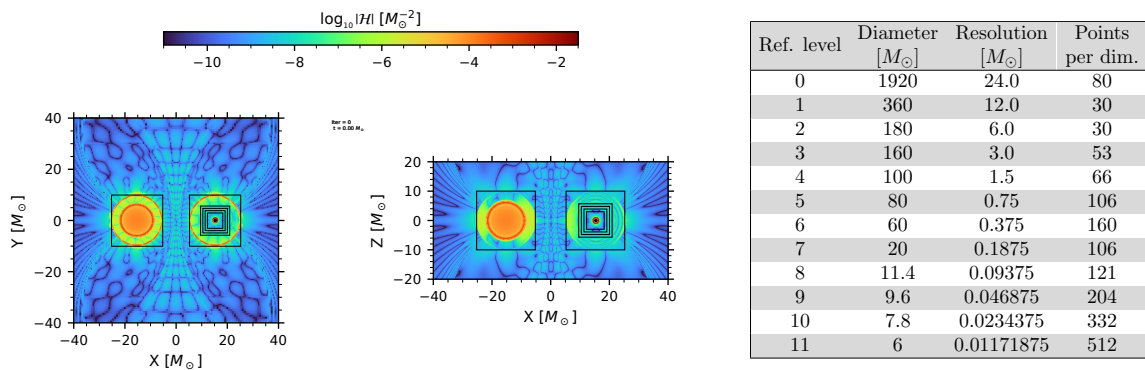 log₁₀|ℋ| [M⊙⁻²]
−10 −8 −6 −4 −2
iter = 0
t = 0.00 M⊙
40
20
0
−20
−40
Y [M⊙]
−40 −20 0 20 40
X [M⊙]
20
10
0
−10
−20
Z [M⊙]
−40 −20 0 20 40
X [M⊙]
Ref. level Diameter [M⊙] Resolution [M⊙] Points per dim.
0 1920 24.0 80
1 360 12.0 30
2 180 6.0 30
3 160 3.0 53
4 100 1.5 66
5 80 0.75 106
6 60 0.375 160
7 20 0.1875 106
8 11.4 0.09375 121
9 9.6 0.046875 204
10 7.8 0.0234375 332
11 6 0.01171875 512